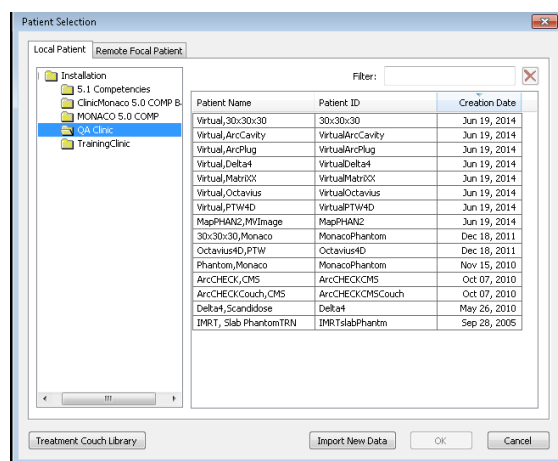 Patient Selection
Local Patient Remote Focal Patient
Installation
5.1 Competencies
ClinicMonaco 5.0 COMP B
MONACO 5.0 COMP
QA Clinic
TrainingClinic
Filter:
Patient Name Patient ID Creation Date
Virtual,30x30x30 30x30x30 Jun 19, 2014
Virtual,ArcCavity VirtualArcCavity Jun 19, 2014
Virtual,ArcPlug VirtualArcPlug Jun 19, 2014
Virtual,Delta4 VirtualDelta4 Jun 19, 2014
Virtual,MatriXX VirtualMatriXX Jun 19, 2014
Virtual,Octavius VirtualOctavius Jun 19, 2014
Virtual,PTW4D VirtualPTW4D Jun 19, 2014
MapPHAN2,MVImage MapPHAN2 Jun 19, 2014
30x30x30,Monaco MonacoPhantom Dec 18, 2011
Octavius4D,PTW Octavius4D Dec 18, 2011
Phantom,Monaco MonacoPhantom Nov 15, 2010
ArcCHECK,CMS ArcCHECKCMS Oct 07, 2010
ArcCHECKCouch,CMS ArcCHECKCMSCouch Oct 07, 2010
Delta4,Scandidose Delta4 May 26, 2010
IMRT, Slab PhantomTRN IMRTslabPhantm Sep 28, 2005
Treatment Couch Library Import New Data OK Cancel